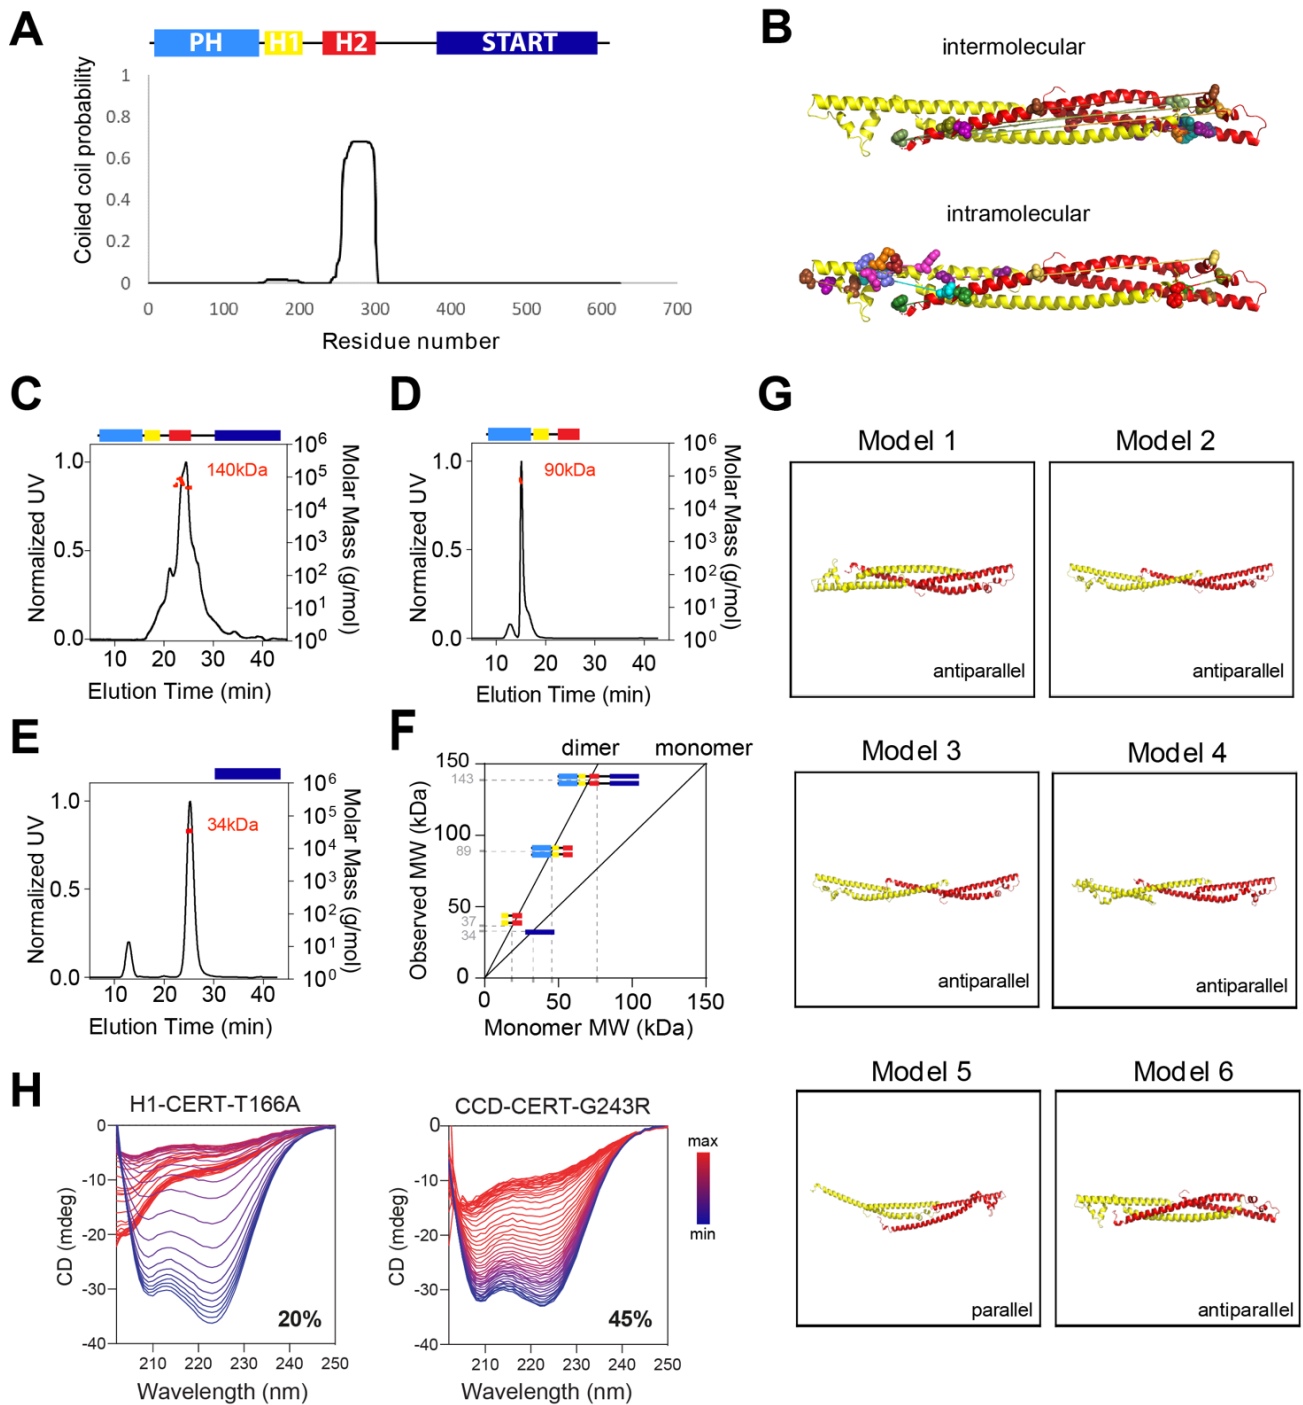 A
PH
H1
H2
START
Coiled coil probability
1
0.8
0.6
0.4
0.2
0
0 100 200 300 400 500 600 700
Residue number
B
intermolecular
intramolecular
C
Normalized UV
1.0
0.5
0.0
140kDa
10⁶
10⁵
10⁴
10³
10²
10¹
10⁰
Molar Mass (g/mol)
10 20 30 40
Elution Time (min)
D
Normalized UV
1.0
0.5
0.0
90kDa
10⁶
10⁵
10⁴
10³
10²
10¹
10⁰
Molar Mass (g/mol)
10 20 30 40
Elution Time (min)
E
Normalized UV
1.0
0.5
0.0
34kDa
10⁶
10⁵
10⁴
10³
10²
10¹
10⁰
Molar Mass (g/mol)
10 20 30 40
Elution Time (min)
F
dimer
monomer
Observed MW (kDa)
150
143
100
89
50
37
34
0
0 50 100 150
Monomer MW (kDa)
G
Model 1
antiparallel
Model 2
antiparallel
Model 3
antiparallel
Model 4
antiparallel
Model 5
parallel
Model 6
antiparallel
H
H1-CERT-T166A
CD (mdeg)
0
-10
-20
-30
-40
20%
210 220 230 240 250
Wavelength (nm)
CCD-CERT-G243R
CD (mdeg)
0
-10
-20
-30
-40
45%
210 220 230 240 250
Wavelength (nm)
max
min